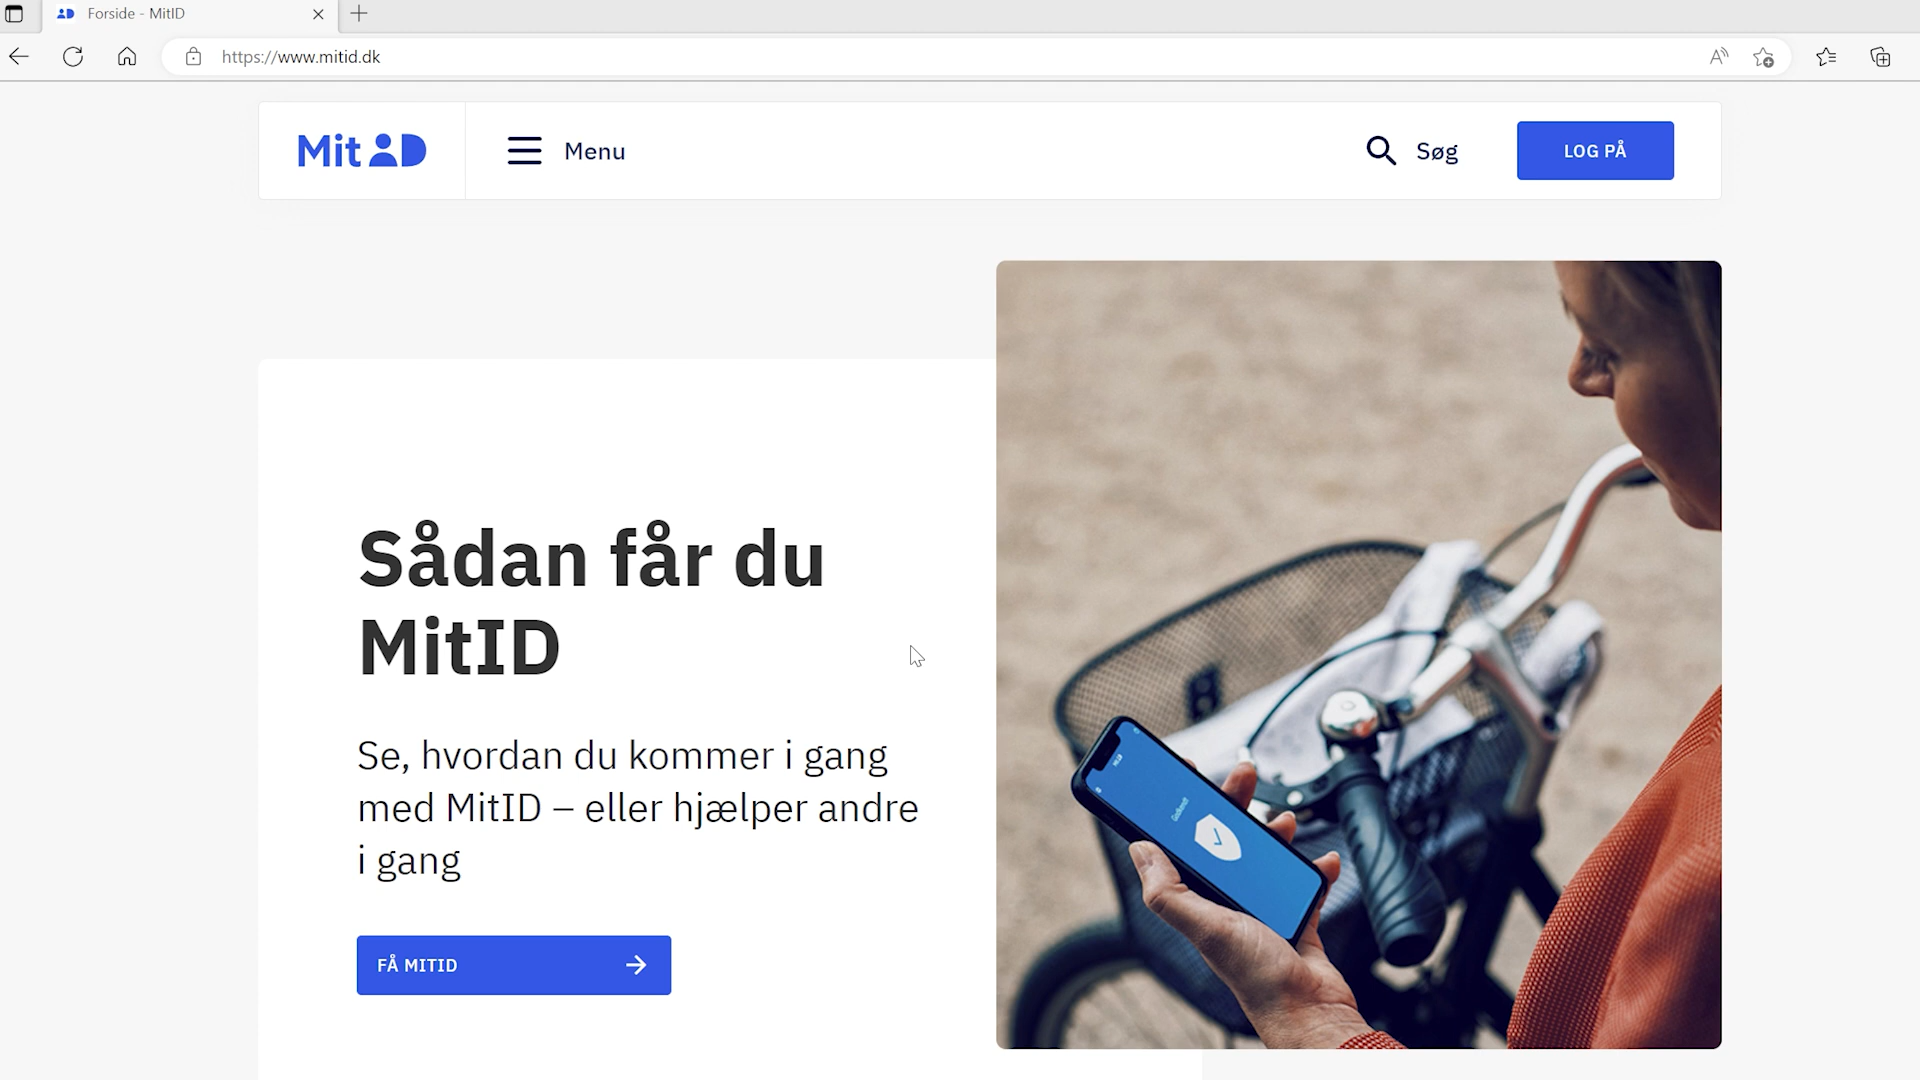 Forside - MitID
https://www.mitid.dk
Mit ID
Menu
Søg
LOG PÅ
Sådan får du
MitID
Se, hvordan du kommer i gang
med MitID – eller hjælper andre
i gang
FÅ MITID